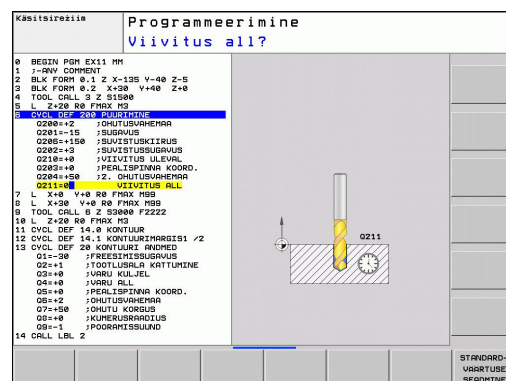 Käsitsirežiim
Programmeerimine
Viivitus all?
0 BEGIN PGM EX11 MM
1 ;-ANY COMMENT
2 BLK FORM 0.1 Z X-135 Y-40 Z-5
3 BLK FORM 0.2 X+30 Y+40 Z+0
4 TOOL CALL 3 Z S1500
5 L Z+20 R0 FMAX M3
6 CYCL DEF 200 PUURIMINE
Q200=+2 ;OHUTUSVAHEMAA
Q201=-15 ;SUGAVUS
Q206=+150 ;SUVISTUSKIIRUS
Q202=+3 ;SUVISTUSSUGAVUS
Q210=+0 ;VIIVITUS ULEVAL
Q203=+0 ;PEALISPINNA KOORD.
Q204=+50 ;2. OHUTUSVAHEMAA
Q211=0 VIIVITUS ALL
7 L X+0 Y+0 R0 FMAX M99
8 L X+30 Y+0 R0 FMAX M99
9 TOOL CALL 6 Z S3000 F2222
10 L Z+20 R0 FMAX M3
11 CYCL DEF 14.0 KONTUUR
12 CYCL DEF 14.1 KONTUURIMARGIS1 /2
13 CYCL DEF 20 KONTUURI ANDMED
Q1=-30 ;FREESIMISSUGAVUS
Q2=+1 ;TOOTLUSALA KATTUMINE
Q3=+0 ;VARU KULJEL
Q4=+0 ;VARU ALL
Q5=+0 ;PEALISPINNA KOORD.
Q6=+2 ;OHUTUSVAHEMAA
Q7=+50 ;OHUTU KORGUS
Q8=+0 ;KUMERUSRAADIUS
Q9=-1 ;POORAMISSUUND
14 CALL LBL 2
Q211
STANDARD-
VAARTUSE
SEADMINE